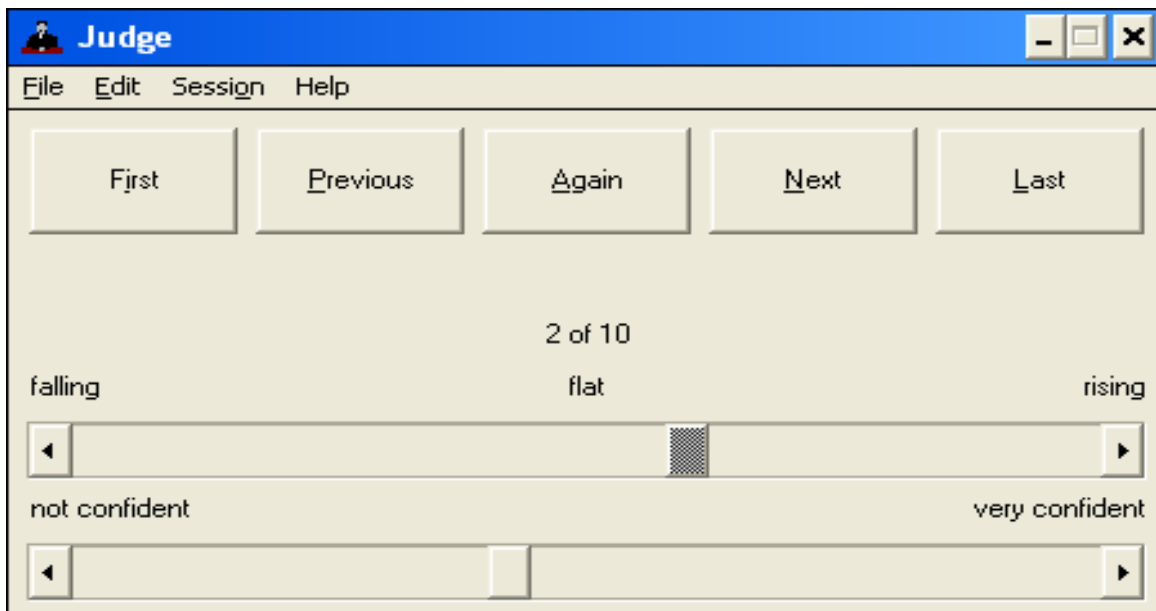 Judge
File Edit Session Help
First Previous Again Next Last
2 of 10
falling flat rising
not confident very confident